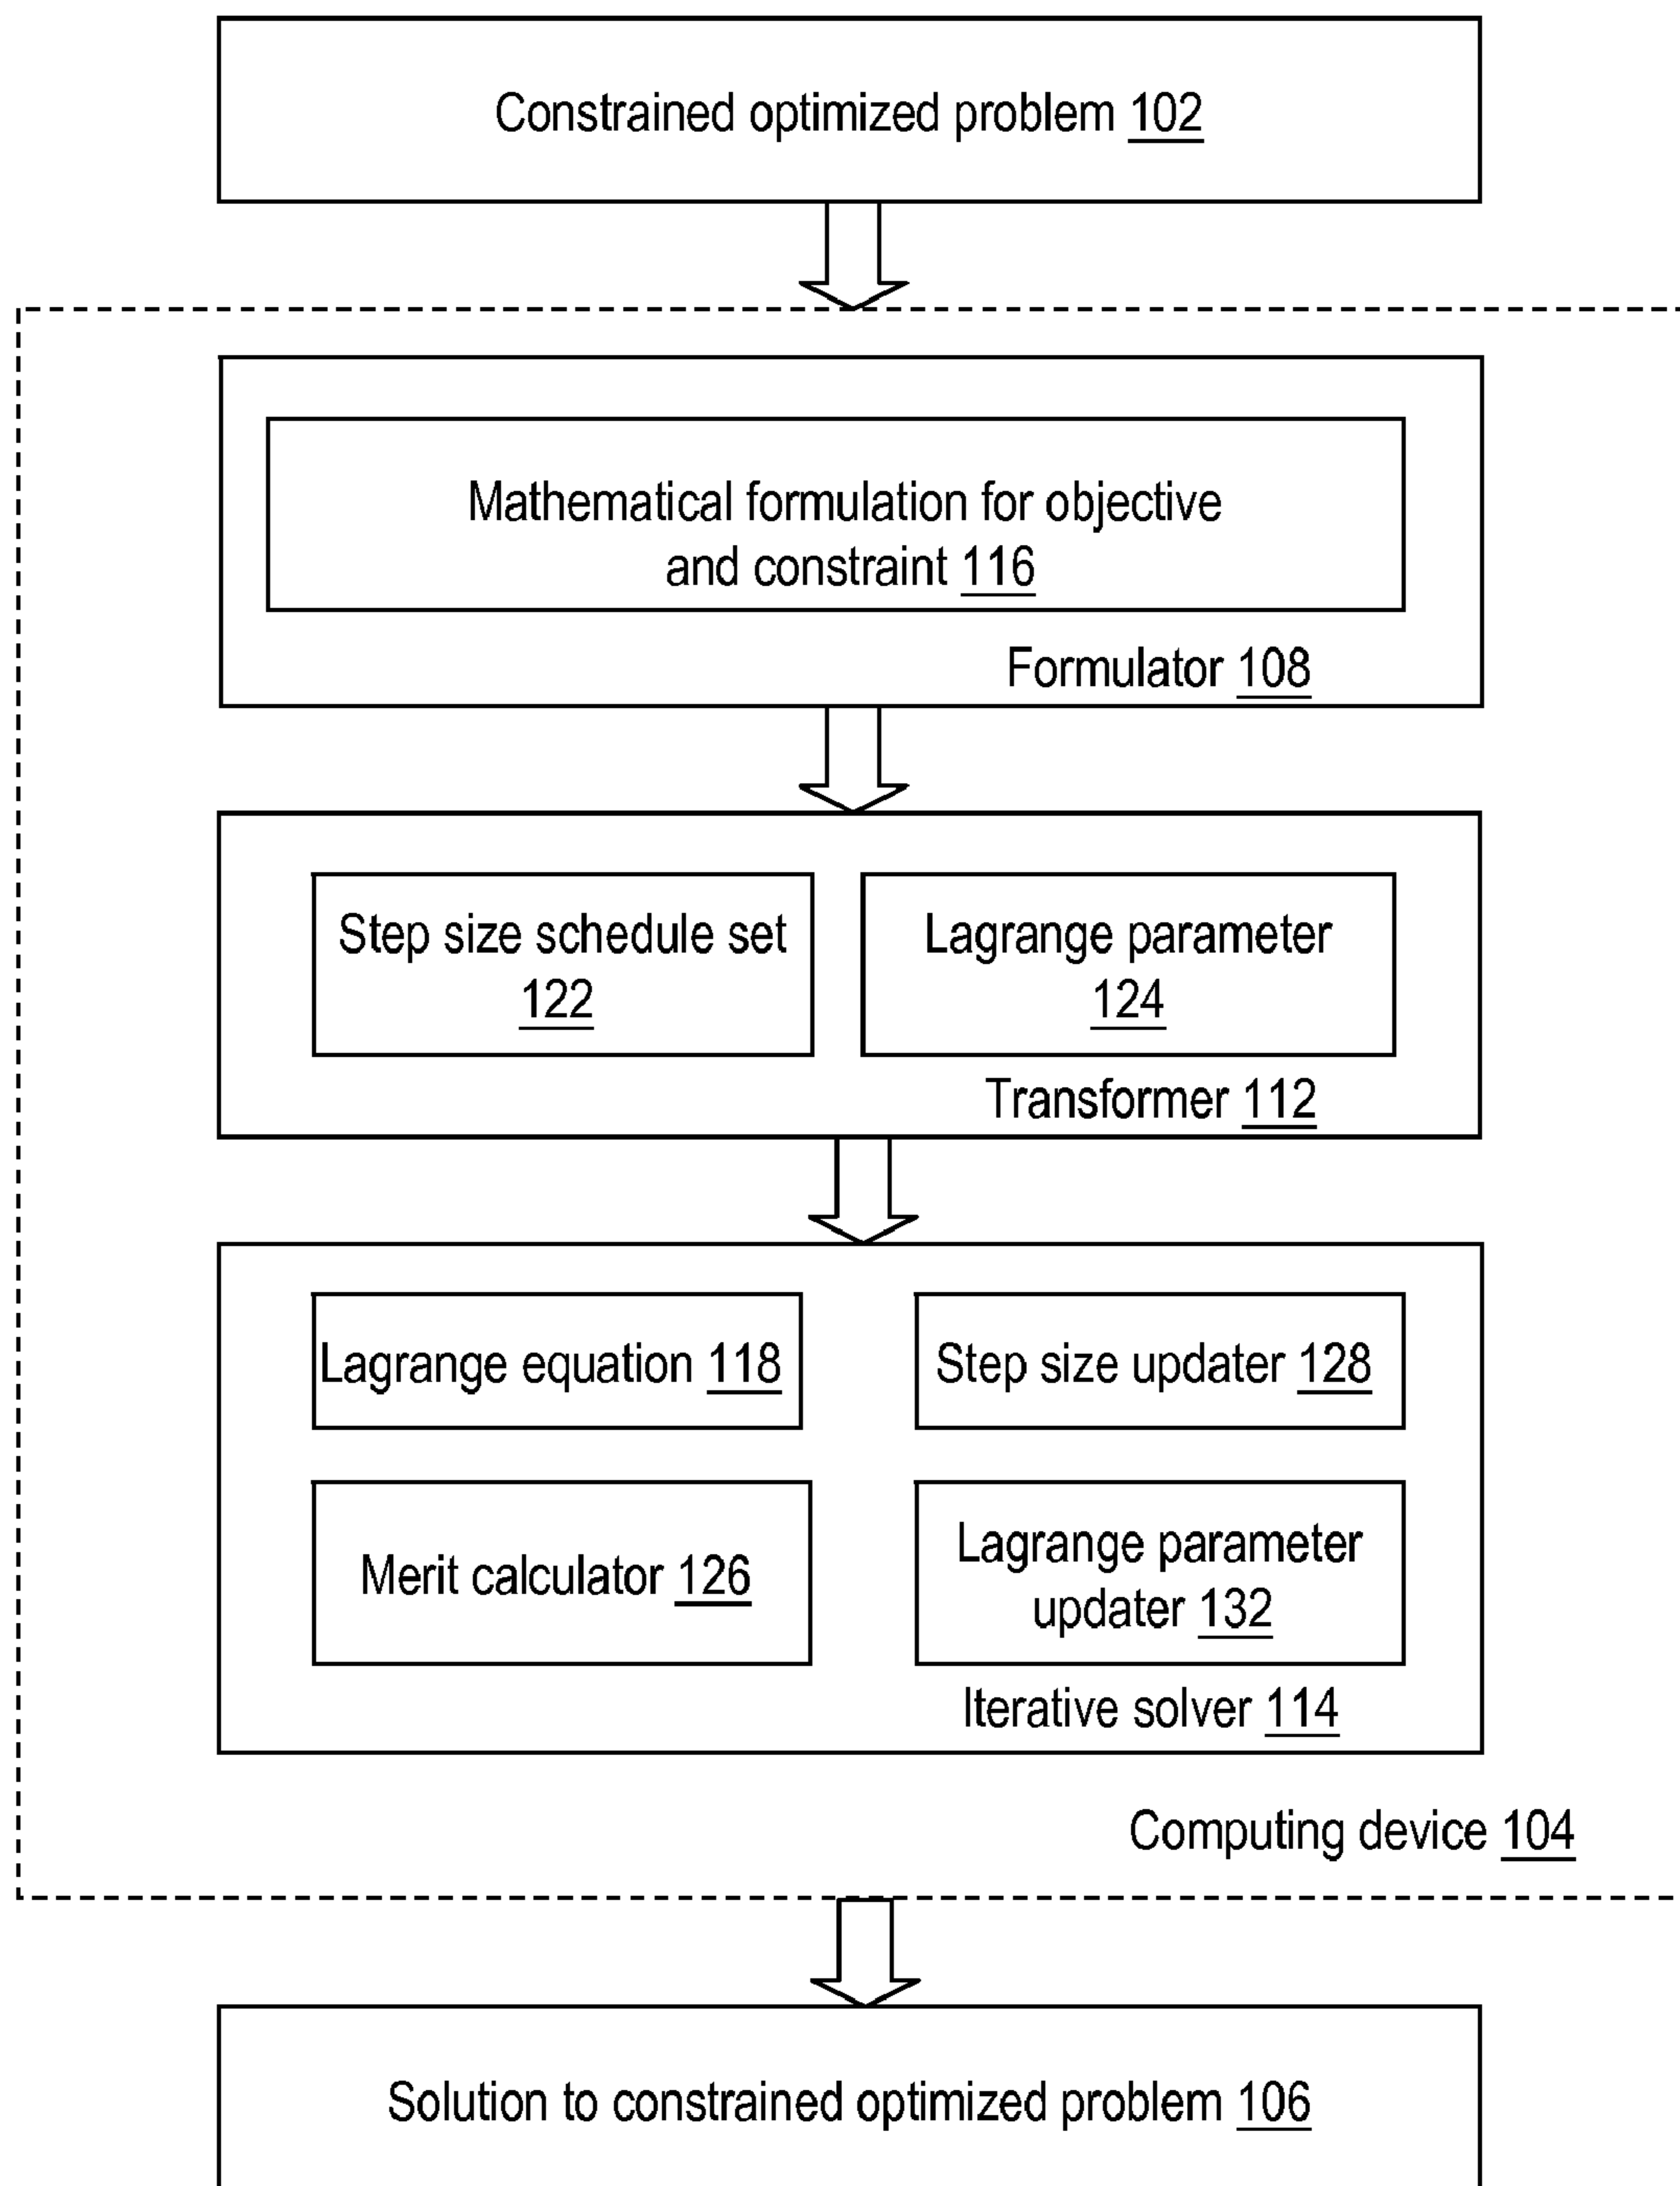 Constrained optimized problem 102
Mathematical formulation for objective
and constraint 116
Formulator 108
Step size schedule set
122
Lagrange parameter
124
Transformer 112
Lagrange equation 118
Step size updater 128
Merit calculator 126
Lagrange parameter
updater 132
Iterative solver 114
Computing device 104
Solution to constrained optimized problem 106